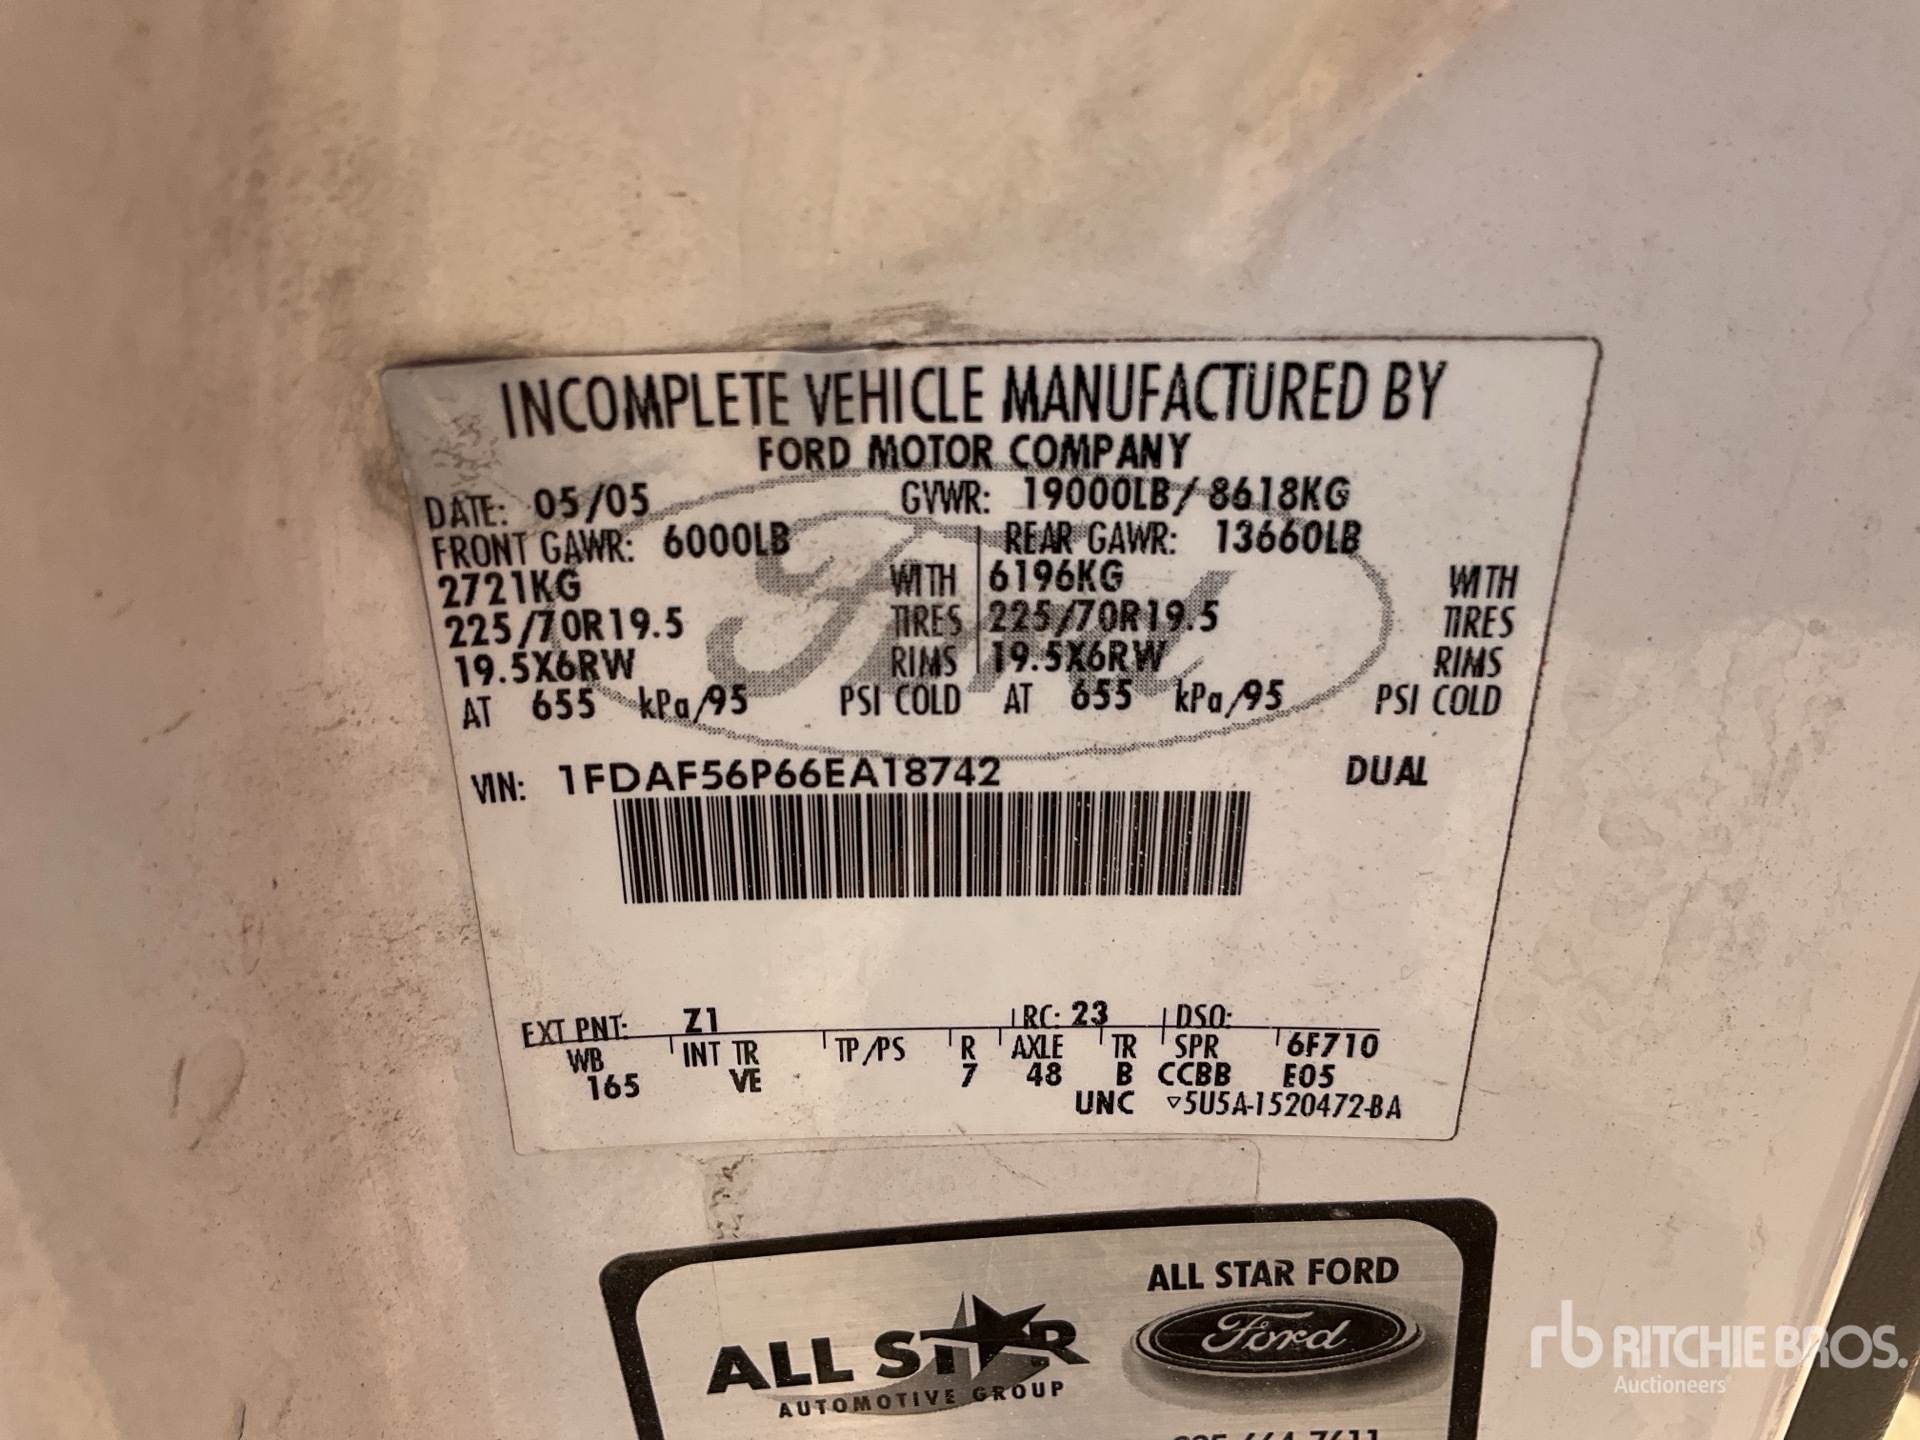 INCOMPLETE VEHICLE MANUFACTURED BY
FORD MOTOR COMPANY
DATE: 05/05 GVWR: 19000LB/ 8618KG
FRONT GAWR: 6000LB REAR GAWR: 13660LB
2721KG WITH 6196KG WITH
225/70R19.5 TIRES 225/70R19.5 TIRES
19.5X6RW RIMS 19.5X6RW RIMS
AT 655 kPa/95 PSI COLD AT 655 kPa/95 PSI COLD
VIN: 1FDAF56P66EA18742 DUAL
EXT PNT: Z1 RC: 23 DSO:
WB INT TR TP/PS R AXLE TR SPR 6F710
165 VE 7 48 B CCBB E05
UNC ▽5U5A-1520472-BA
Ford
ALL STAR FORD
ALL STAR
Ford
AUTOMOTIVE GROUP
664-7611
rb RITCHIE BROS.
Auctioneers